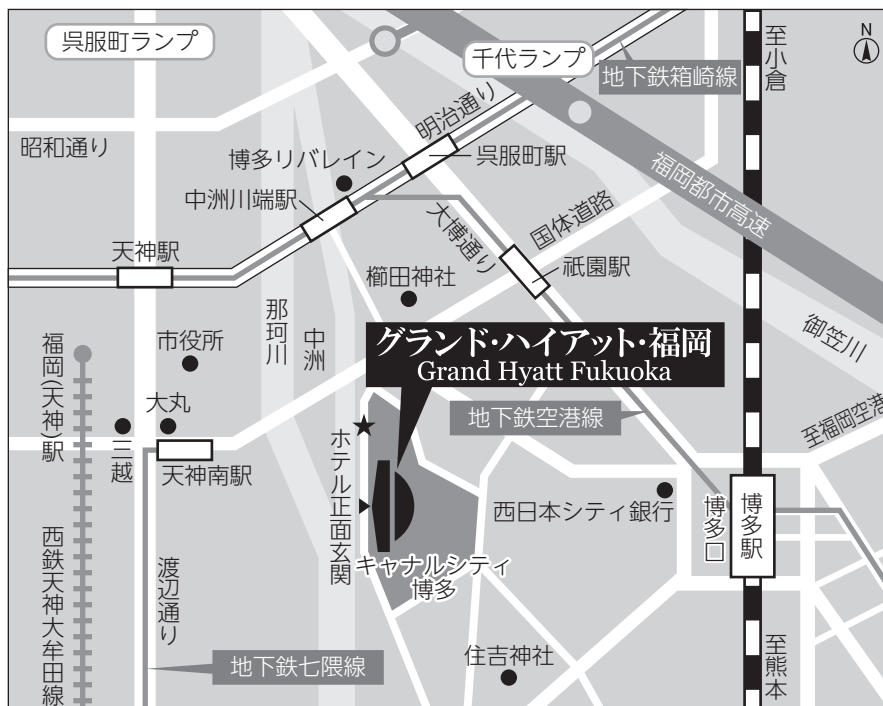 呉服町ランプ
千代ランプ
N
至小倉
地下鉄箱崎線
昭和通り
明治通り
博多リバレイン
呉服町駅
中洲川端駅
福岡都市高速
大博通り
国体道路
天神駅
櫛田神社
祇園駅
那珂川
中洲
御笠川
市役所
グランド・ハイアット・福岡
Grand Hyatt Fukuoka
福岡(天神)駅
大丸
三越
地下鉄空港線
至福岡空港
天神南駅
ホテル正面玄関
西日本シティ銀行
博多口
博多駅
キャナルシティ
博多
西鉄天神大牟田線
渡辺通り
地下鉄七隈線
住吉神社
至熊本